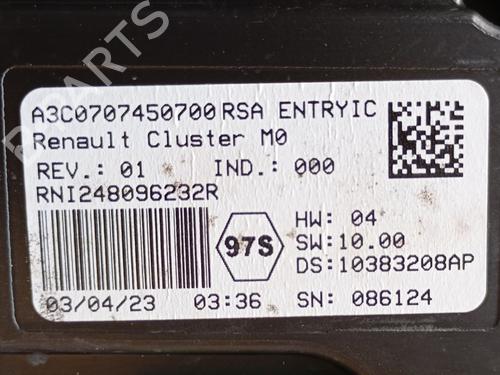 PARTS
A3C0707450700 RSA ENTRYIC
Renault Cluster M0
REV.: 01 IND.: 000
RNI248096232R
97S
HW: 04
SW:10.00
DS:10383208AP
03/04/23 03:36 SN: 086124